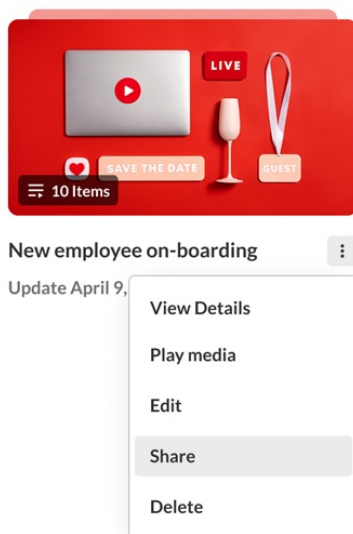 LIVE
SAVE THE DATE
GUEST
10 Items
New employee on-boarding
Update April 9,
View Details
Play media
Edit
Share
Delete